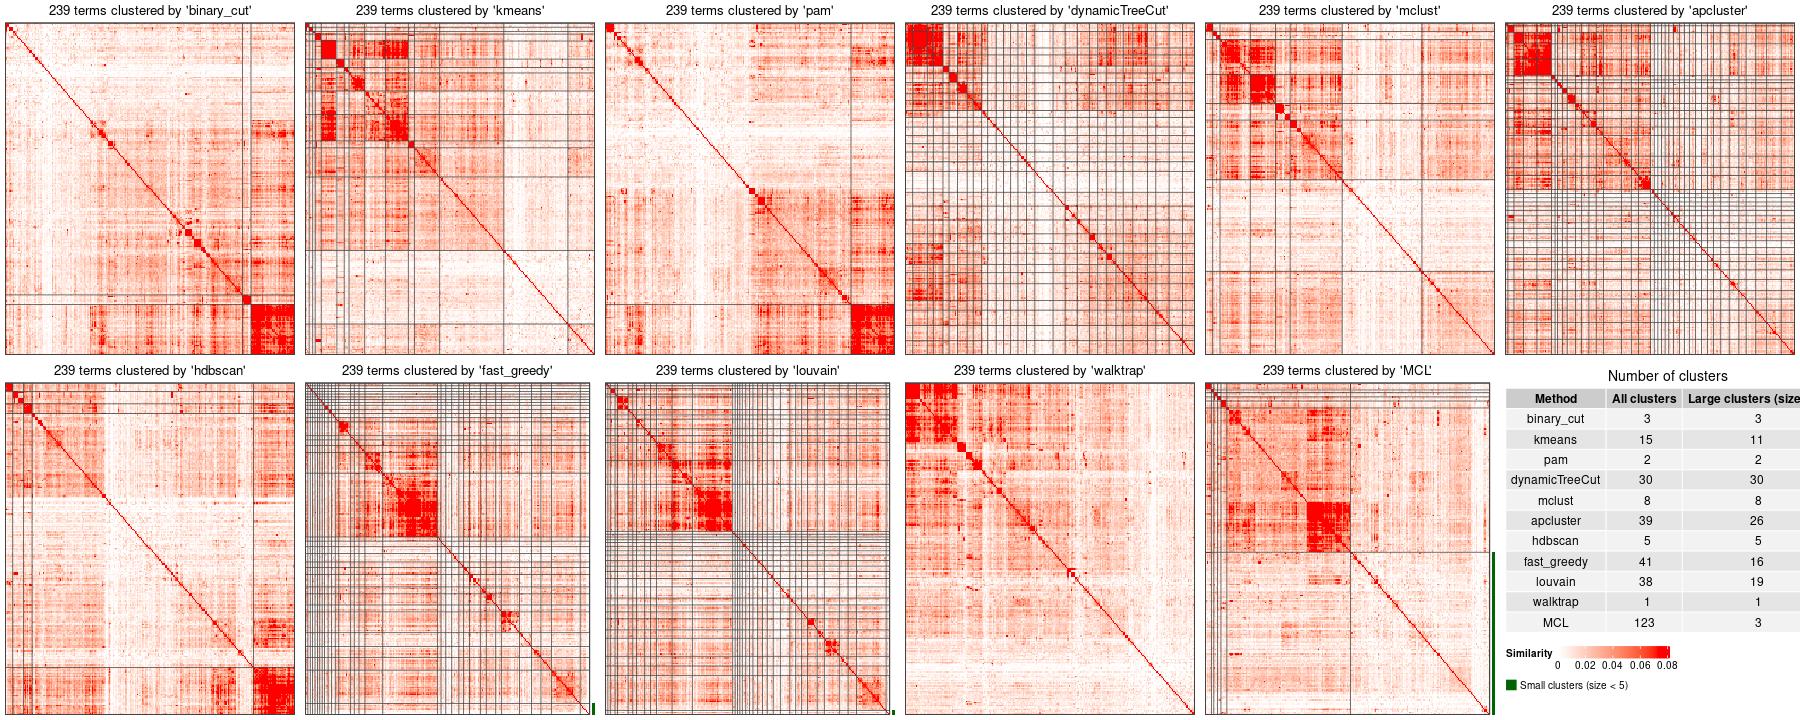 239 terms clustered by 'binary_cut'
239 terms clustered by 'kmeans'
239 terms clustered by 'pam'
239 terms clustered by 'dynamicTreeCut'
239 terms clustered by 'mclust'
239 terms clustered by 'apcluster'
239 terms clustered by 'hdbscan'
239 terms clustered by 'fast_greedy'
239 terms clustered by 'louvain'
239 terms clustered by 'walktrap'
239 terms clustered by 'MCL'
Number of clusters
Method All clusters Large clusters (size
binary_cut 3 3
kmeans 15 11
pam 2 2
dynamicTreeCut 30 30
mclust 8 8
apcluster 39 26
hdbscan 5 5
fast_greedy 41 16
louvain 38 19
walktrap 1 1
MCL 123 3
Similarity
0 0.02 0.04 0.06 0.08
Small clusters (size < 5)